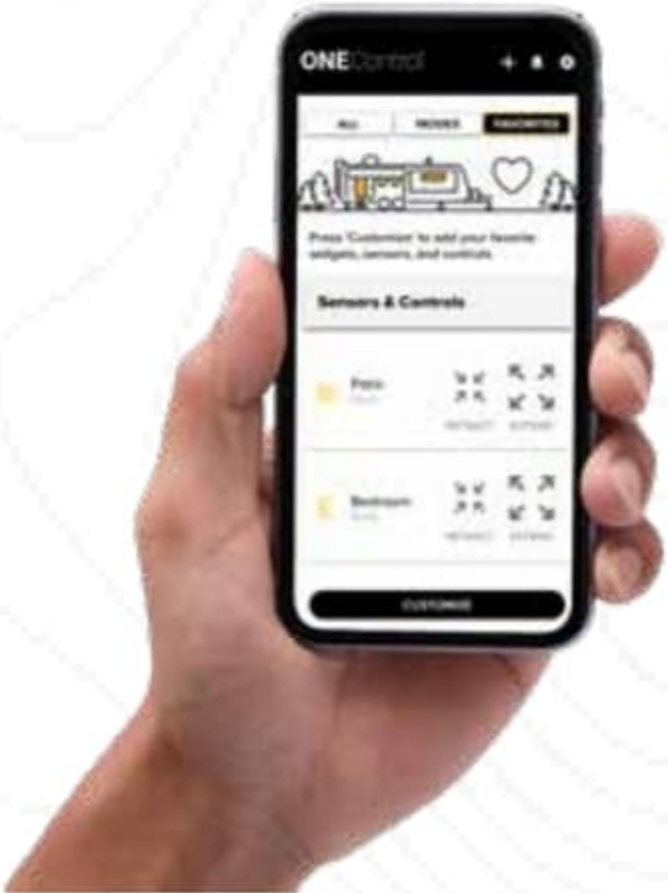 ONEControl
ALL MODES FAVORITES
Press 'Customize' to add your favorite
widgets, sensors, and controls.
Sensors & Controls
Patio
RETRACT EXTEND
Bedroom
RETRACT EXTEND
CUSTOMIZE